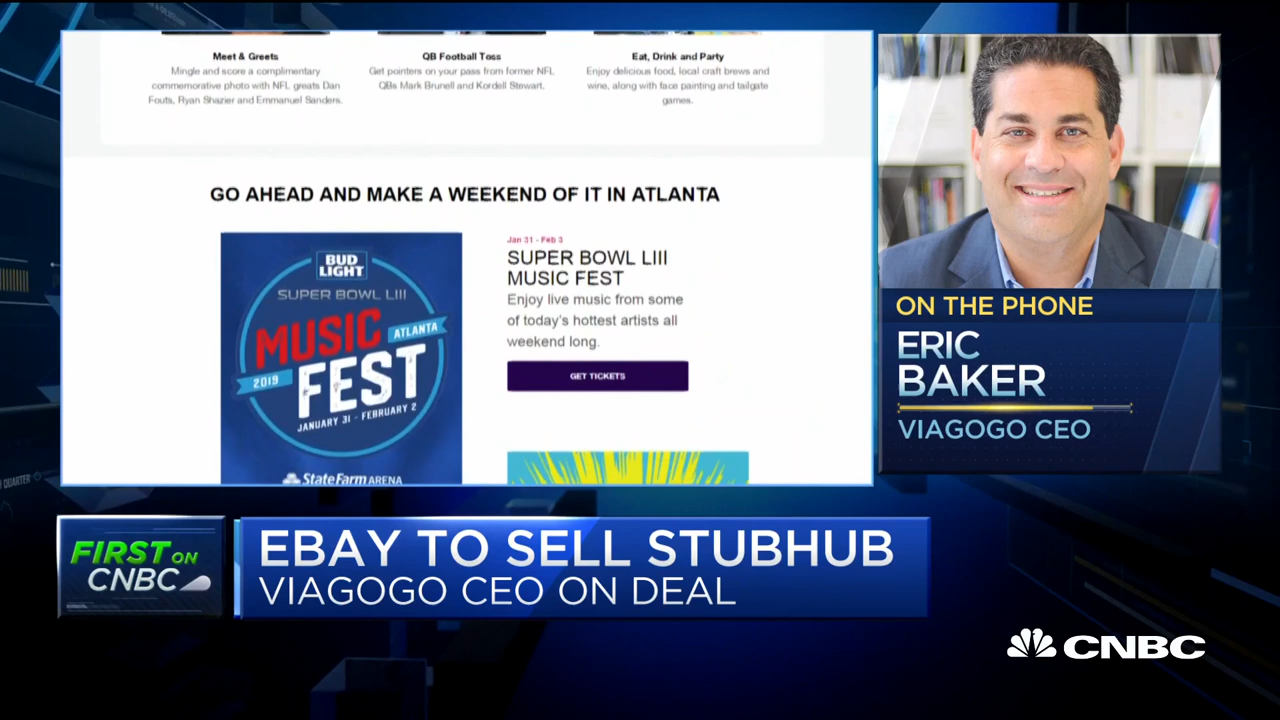 Meet & Greets
Mingle and score a complimentary
commemorative photo with NFL greats Dan
Fouts, Ryan Shazier and Emmanuel Sanders.
QB Football Toss
Get pointers on your pass from former NFL
QBs Mark Brunell and Kordell Stewart.
Eat, Drink and Party
Enjoy delicious food, local craft brews and
wine, along with face painting and tailgate
games.
GO AHEAD AND MAKE A WEEKEND OF IT IN ATLANTA
BUD
LIGHT
SUPER BOWL LIII
MUSIC
ATLANTA
2019
FEST
JANUARY 31 - FEBRUARY 2
State Farm ARENA
Jan 31 - Feb 3
SUPER BOWL LIII
MUSIC FEST
Enjoy live music from some
of today's hottest artists all
weekend long.
GET TICKETS
ON THE PHONE
ERIC
BAKER
VIAGOGO CEO
QUARTER
FIRST ON
CNBC
EBAY TO SELL STUBHUB
VIAGOGO CEO ON DEAL
CNBC